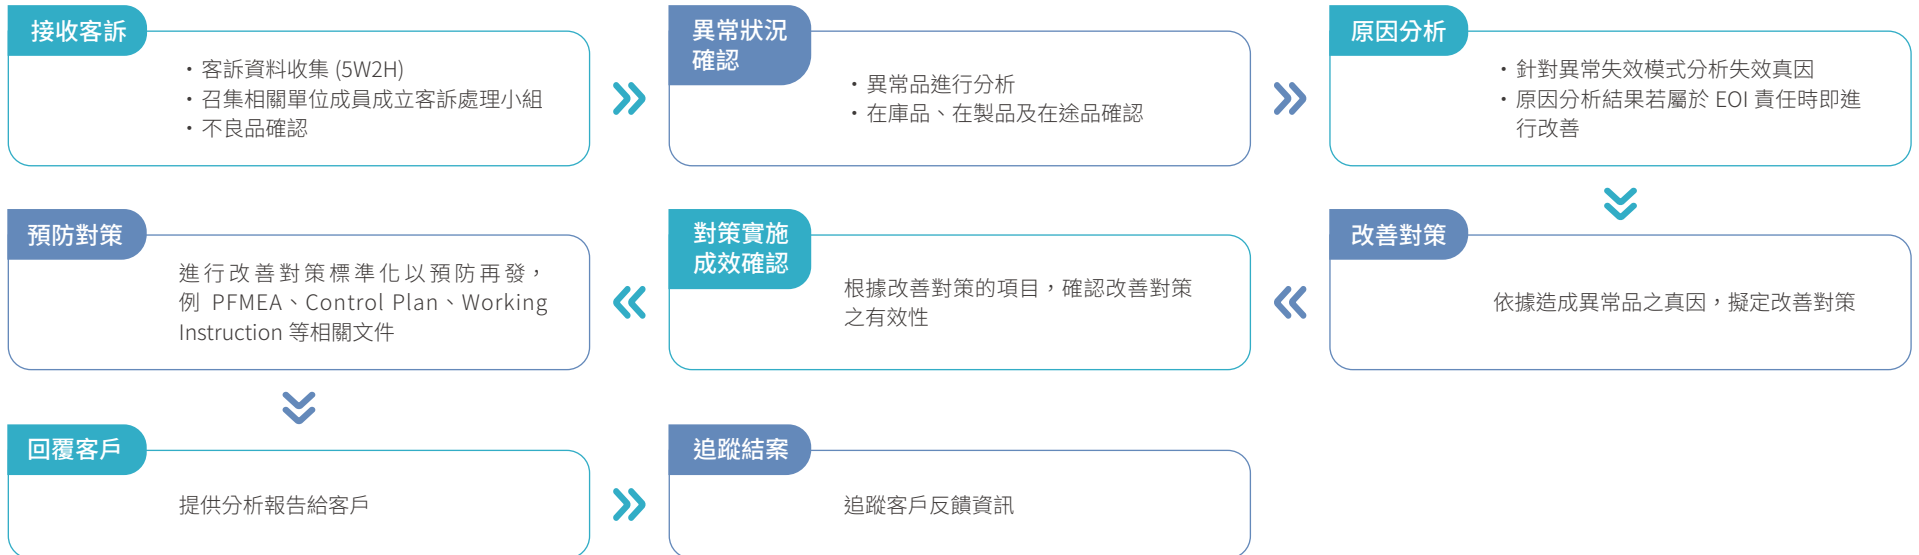 接收客訴
・客訴資料收集 (5W2H)
・召集相關單位成員成立客訴處理小組
・不良品確認
異常狀況
確認
・異常品進行分析
・在庫品、在製品及在途品確認
原因分析
・針對異常失效模式分析失效真因
・原因分析結果若屬於 EOI 責任時即進
行改善
改善對策
依據造成異常品之真因，擬定改善對策
對策實施
成效確認
根據改善對策的項目，確認改善對策
之有效性
預防對策
進行改善對策標準化以預防再發，
例 PFMEA、Control Plan、Working
Instruction 等相關文件
回覆客戶
提供分析報告給客戶
追蹤結案
追蹤客戶反饋資訊